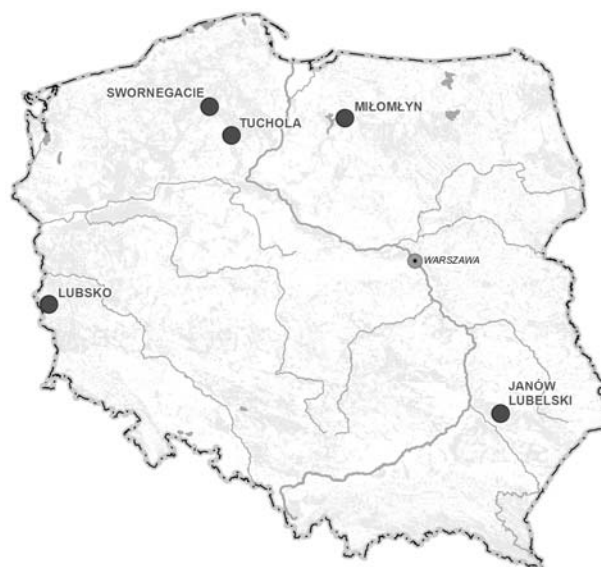 SWORNEGACIE
TUCHOLA
MIŁOMŁYN
WARSZAWA
LUBSKO
JANÓW
LUBELSKI